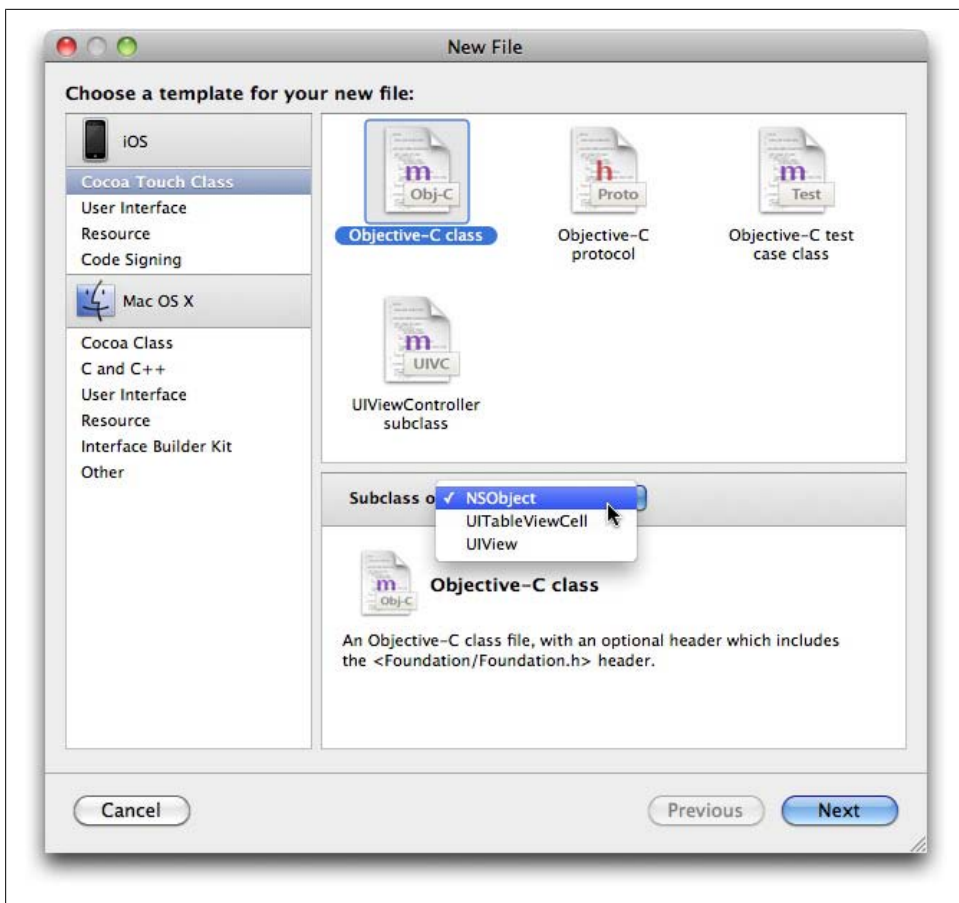 New File
Choose a template for your new file:
iOS
Cocoa Touch Class
User Interface
Resource
Code Signing
Mac OS X
Cocoa Class
C and C++
User Interface
Resource
Interface Builder Kit
Other
m
Obj-C
Objective-C class
h
Proto
Objective-C
protocol
m
Test
Objective-C test
case class
m
UIVC
UIViewController
subclass
Subclass o
✓ NSObject
UITableViewCell
UIView
m
Obj-C
Objective-C class
An Objective-C class file, with an optional header which includes
the <Foundation/Foundation.h> header.
Cancel
Previous
Next